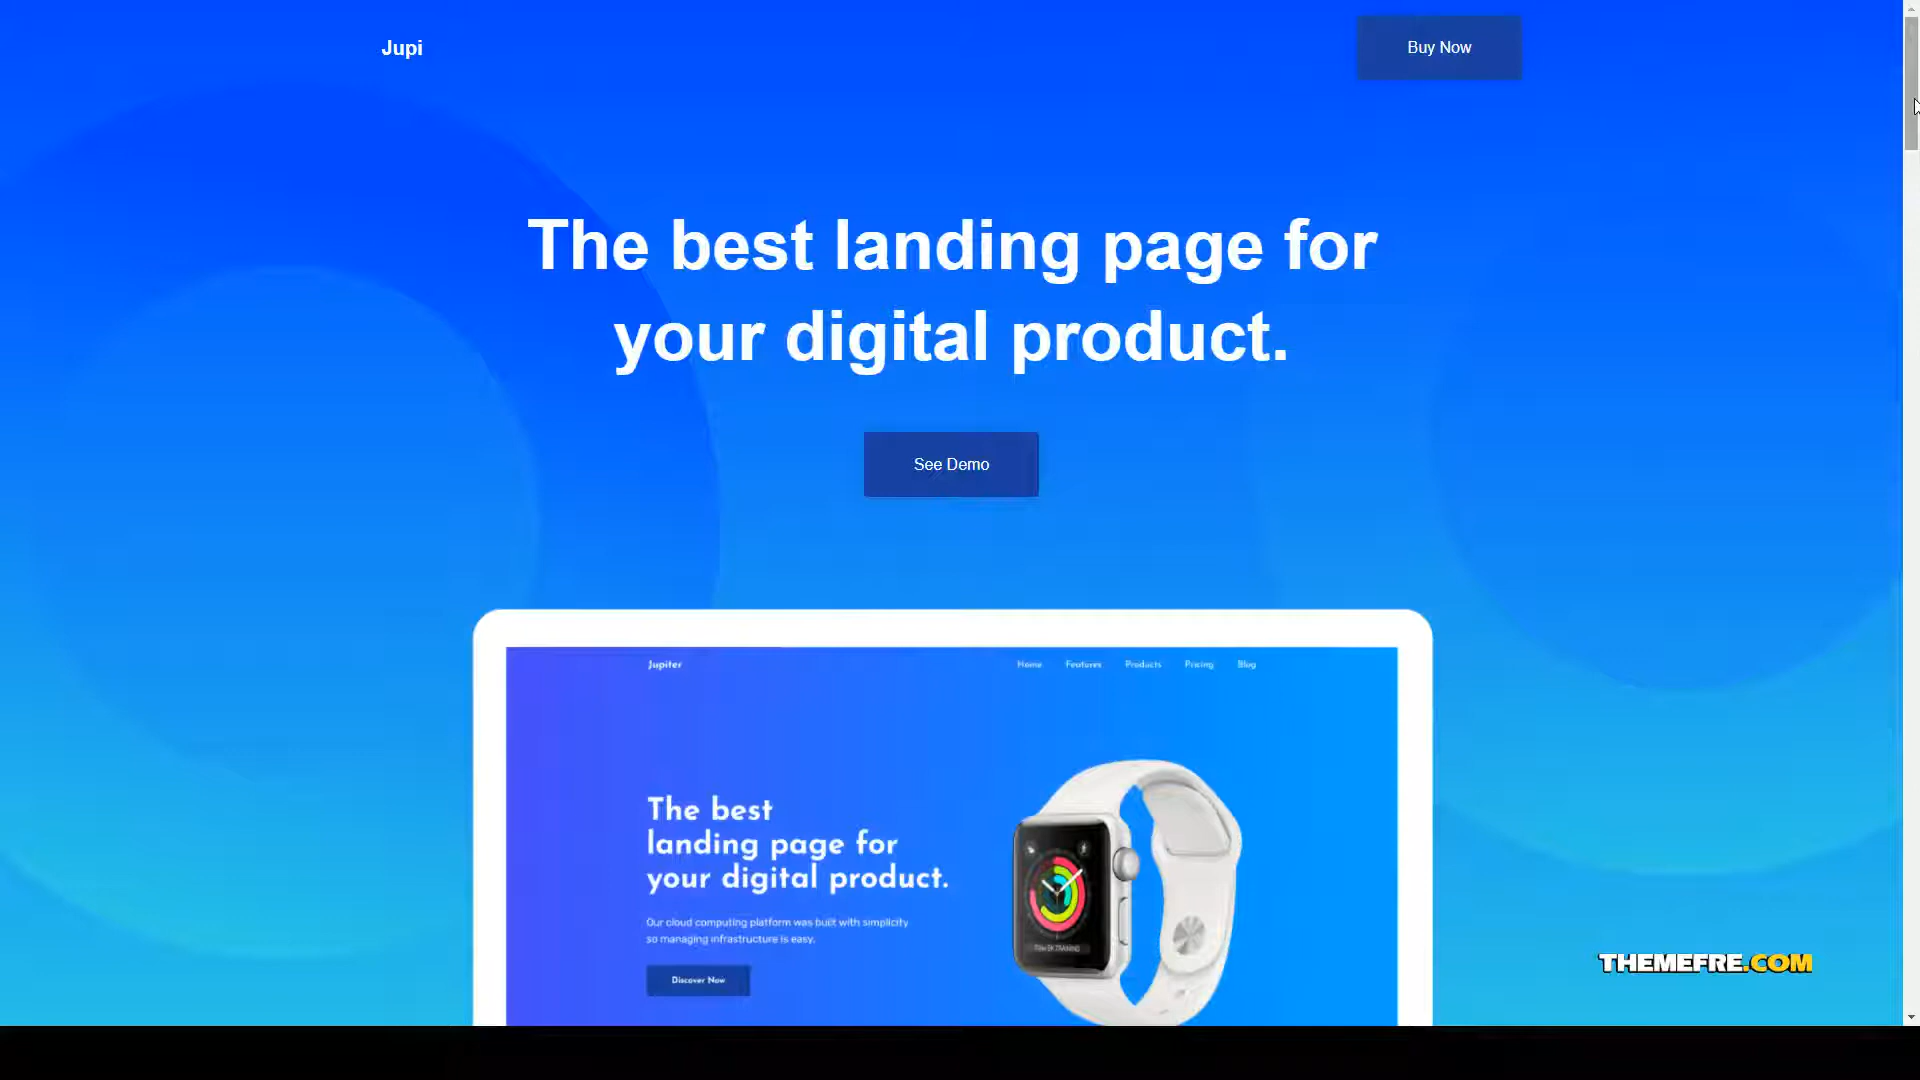 Jupi
Buy Now
The best landing page for
your digital product.
See Demo
Jupiter
Home Features Products Pricing Blog
The best
landing page for
your digital product.
Our cloud computing platform was built with simplicity
so managing infrastructure is easy.
Discover Now
THEMEFRE.COM